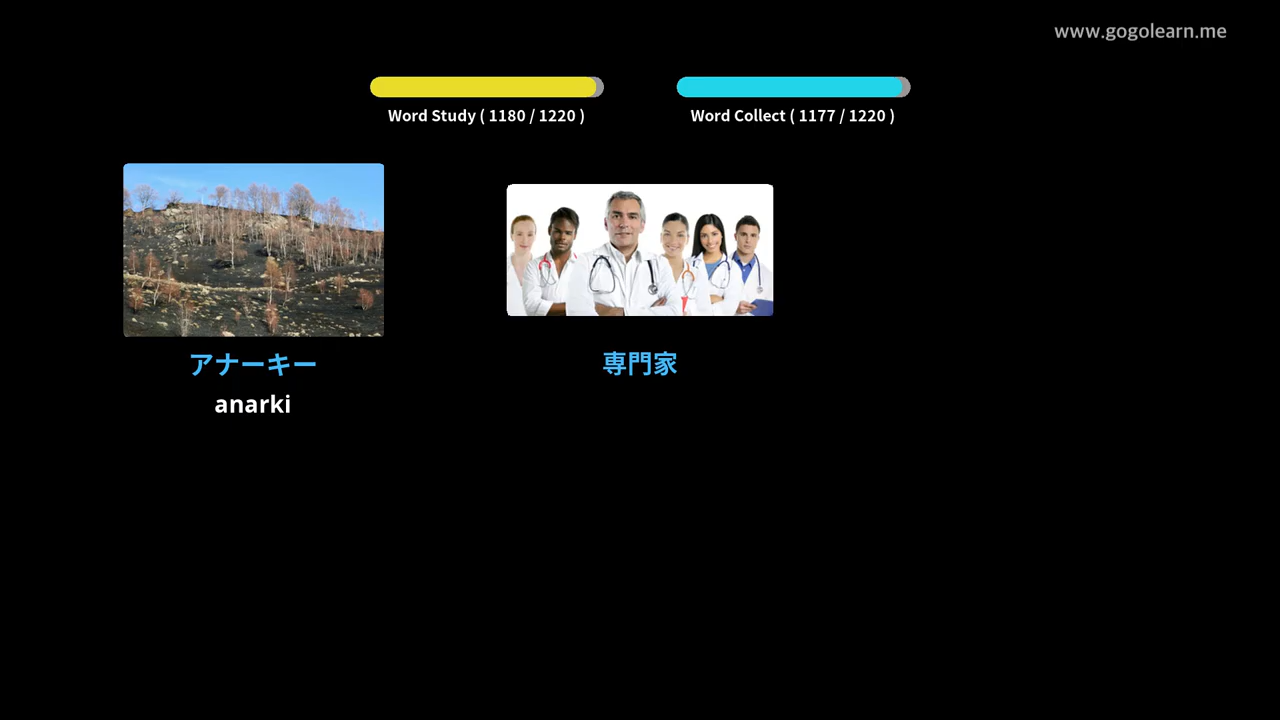 www.gogolearn.me
Word Study ( 1180 / 1220 )
Word Collect ( 1177 / 1220 )
アナーキー
anarki
専門家